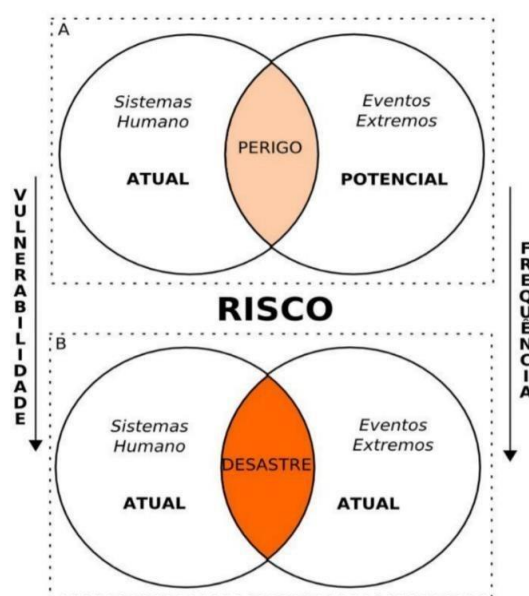 A
Sistemas
Humano
ATUAL
PERIGO
Eventos
Extremos
POTENCIAL
VULNERABILIDADE
RISCO
FREQUÊNCIA
B
Sistemas
Humano
ATUAL
DESASTRE
Eventos
Extremos
ATUAL